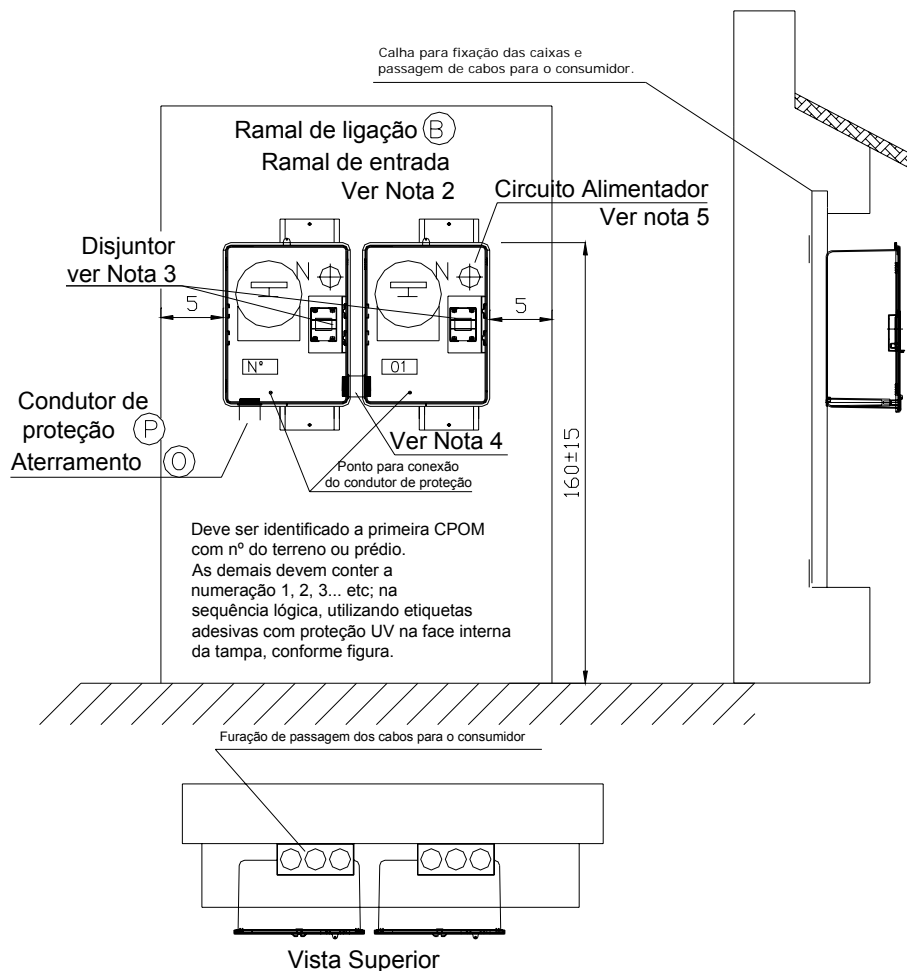 Calha para fixação das caixas e
passagem de cabos para o consumidor.
Ramal de ligação B
Ramal de entrada
Ver Nota 2
Circuito Alimentador
Ver nota 5
Disjuntor
ver Nota 3
N
N
5
5
Nº
01
Condutor de
proteção P
Aterramento O
Ver Nota 4
Ponto para conexão
do condutor de proteção
160±15
Deve ser identificado a primeira CPOM
com nº do terreno ou prédio.
As demais devem conter a
numeração 1, 2, 3... etc; na
sequência lógica, utilizando etiquetas
adesivas com proteção UV na face interna
da tampa, conforme figura.
Furação de passagem dos cabos para o consumidor
Vista Superior